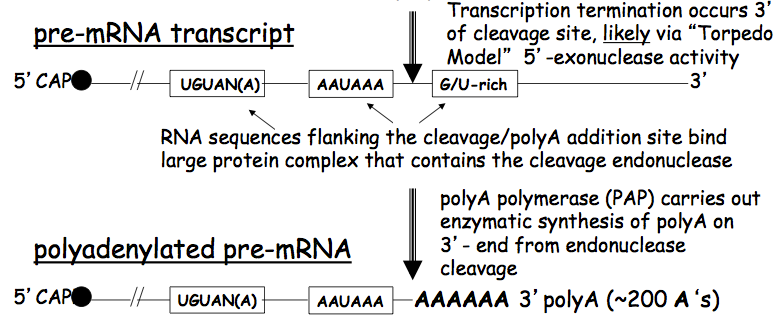 Transcription termination occurs 3’
pre-mRNA transcript
of cleavage site, likely via “Torpedo
Model” 5’-exonuclease activity
5’ CAP // UGUAN(A) AAUAAA G/U-rich 3’
RNA sequences flanking the cleavage/polyA addition site bind
large protein complex that contains the cleavage endonuclease
polyA polymerase (PAP) carries out
enzymatic synthesis of polyA on
3’- end from endonuclease
cleavage
polyadenylated pre-mRNA
5’ CAP // UGUAN(A) AAUAAA AAAAAA 3’ polyA (~200 A ‘s)